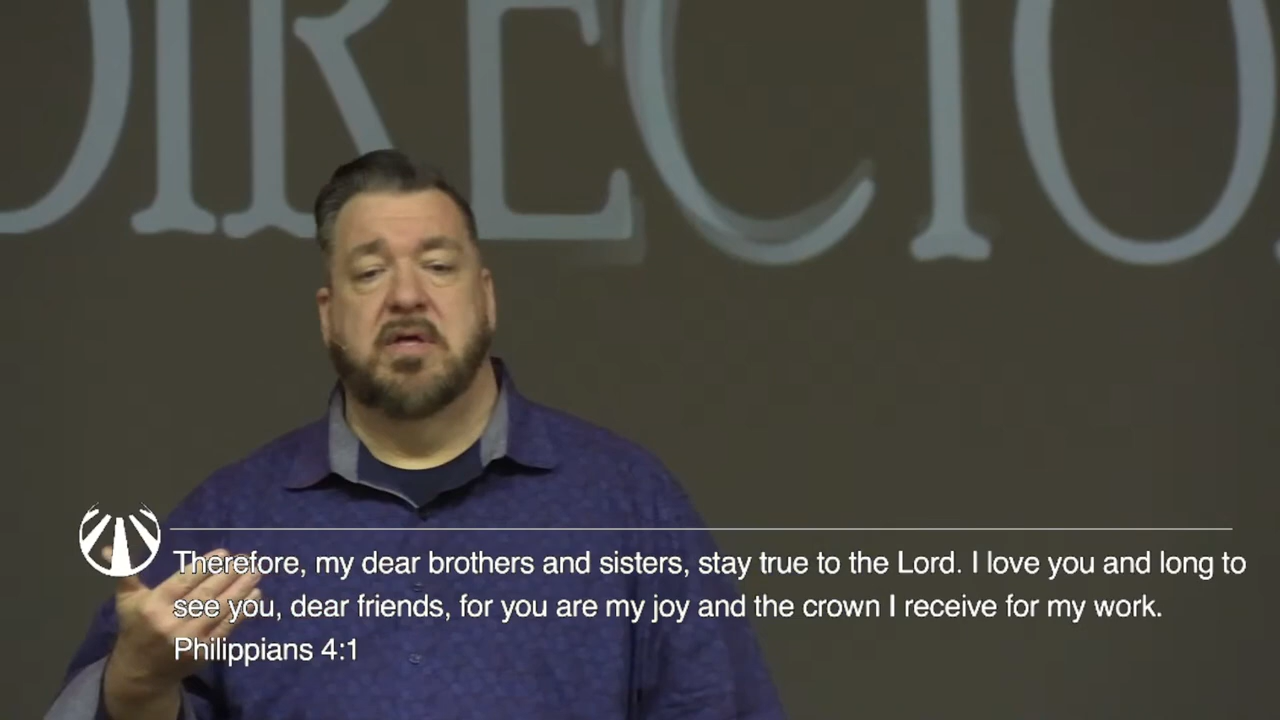 DIRECTO
Therefore, my dear brothers and sisters, stay true to the Lord. I love you and long to
see you, dear friends, for you are my joy and the crown I receive for my work.
Philippians 4:1